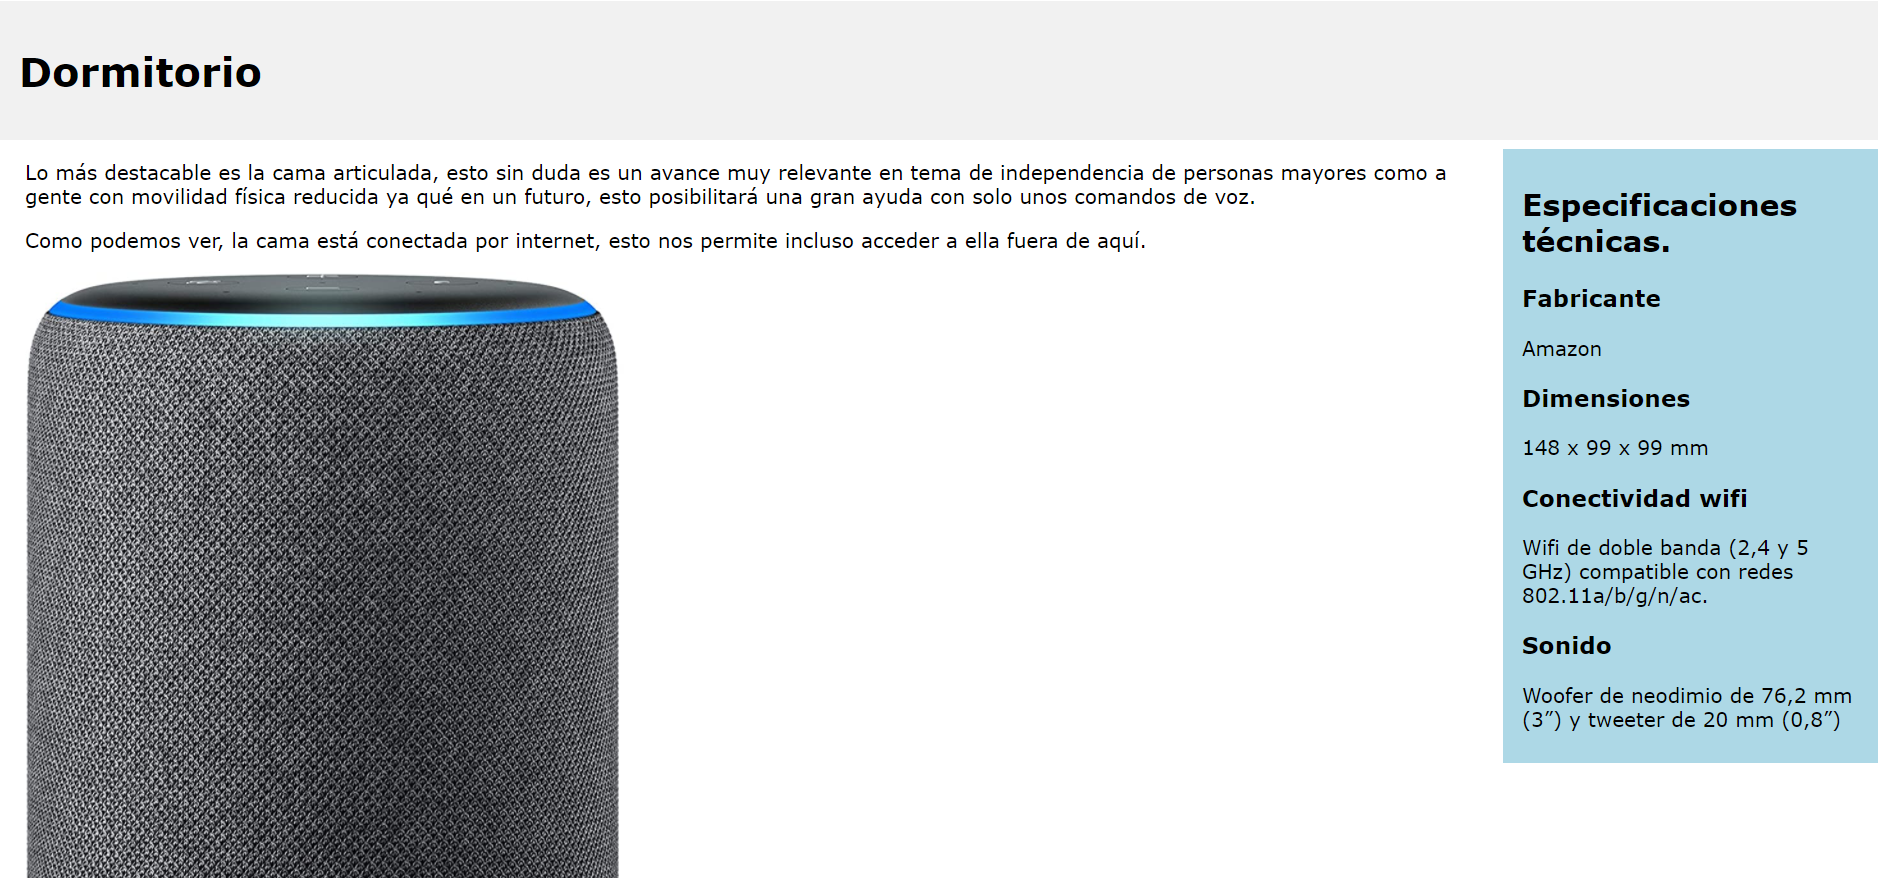 Dormitorio
Lo más destacable es la cama articulada, esto sin duda es un avance muy relevante en tema de independencia de personas mayores como a
gente con movilidad física reducida ya qué en un futuro, esto posibilitará una gran ayuda con solo unos comandos de voz.
Como podemos ver, la cama está conectada por internet, esto nos permite incluso acceder a ella fuera de aquí.
Especificaciones
técnicas.
Fabricante
Amazon
Dimensiones
148 x 99 x 99 mm
Conectividad wifi
Wifi de doble banda (2,4 y 5
GHz) compatible con redes
802.11a/b/g/n/ac.
Sonido
Woofer de neodimio de 76,2 mm
(3”) y tweeter de 20 mm (0,8”)